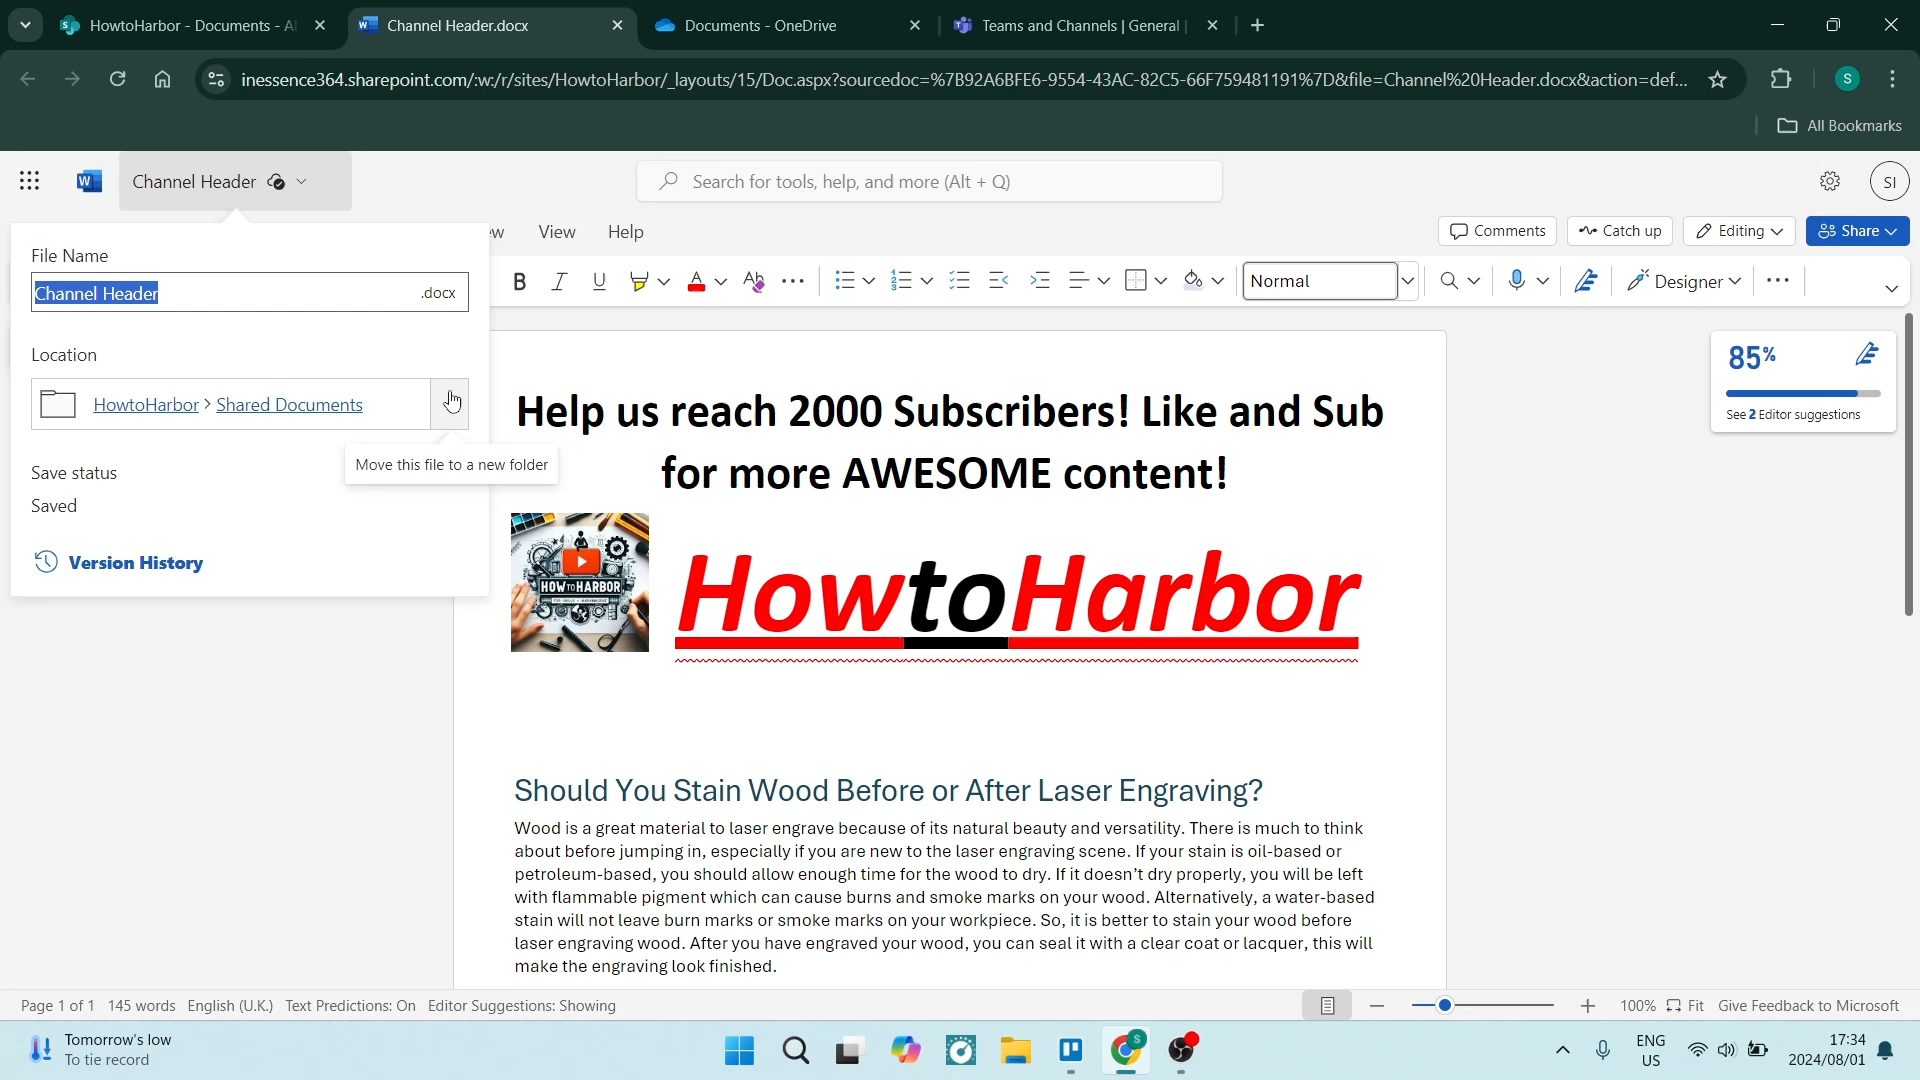 HowtoHarbor - Documents - Al
Channel Header.docx
Documents - OneDrive
Teams and Channels | General |
inessence364.sharepoint.com/:w:/r/sites/HowtoHarbor/_layouts/15/Doc.aspx?sourcedoc=%7B92A6BFE6-9554-43AC-82C5-66F759481191%7D&file=Channel%20Header.docx&action=def...
S
All Bookmarks
W
Channel Header
Search for tools, help, and more (Alt + Q)
SI
ew
View
Help
Comments
Catch up
Editing
Share
File Name
Channel Header
.docx
B
I
U
A
Normal
Designer
Location
HowtoHarbor > Shared Documents
Move this file to a new folder
Save status
Saved
Version History
85%
See 2 Editor suggestions
Help us reach 2000 Subscribers! Like and Sub
for more AWESOME content!
HOW TO HARBOR
HowtoHarbor
Should You Stain Wood Before or After Laser Engraving?
Wood is a great material to laser engrave because of its natural beauty and versatility. There is much to think
about before jumping in, especially if you are new to the laser engraving scene. If your stain is oil-based or
petroleum-based, you should allow enough time for the wood to dry. If it doesn't dry properly, you will be left
with flammable pigment which can cause burns and smoke marks on your wood. Alternatively, a water-based
stain will not leave burn marks or smoke marks on your workpiece. So, it is better to stain your wood before
laser engraving wood. After you have engraved your wood, you can seal it with a clear coat or lacquer, this will
make the engraving look finished.
Page 1 of 1
145 words
English (U.K.)
Text Predictions: On
Editor Suggestions: Showing
100%
Fit
Give Feedback to Microsoft
Tomorrow's low
To tie record
ENG
US
17:34
2024/08/01